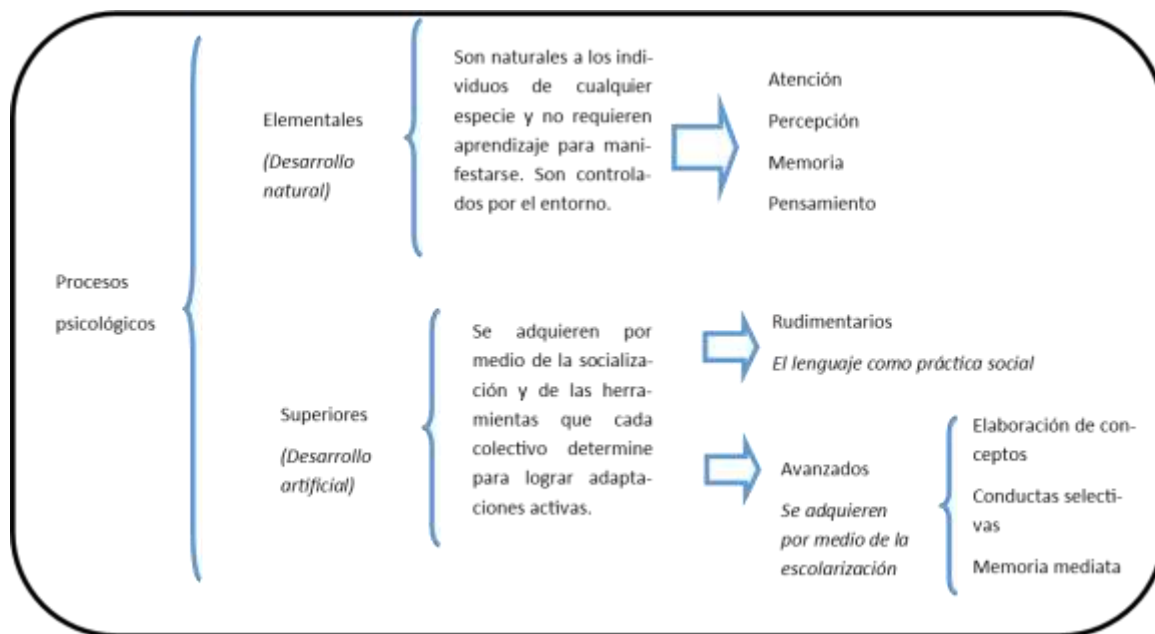 Procesos
psicológicos
Elementales
(Desarrollo
natural)
Son naturales a los indi-
viduos de cualquier
especie y no requieren
aprendizaje para mani-
festarse. Son controla-
dos por el entorno.
Atención
Percepción
Memoria
Pensamiento
Superiores
(Desarrollo
artificial)
Se adquieren por
medio de la socializa-
ción y de las herra-
mientas que cada
colectivo determine
para lograr adapta-
ciones activas.
Rudimentarios
El lenguaje como práctica social
Avanzados
Se adquieren
por medio de la
escolarización
Elaboración de con-
ceptos
Conductas selecti-
vas
Memoria mediata